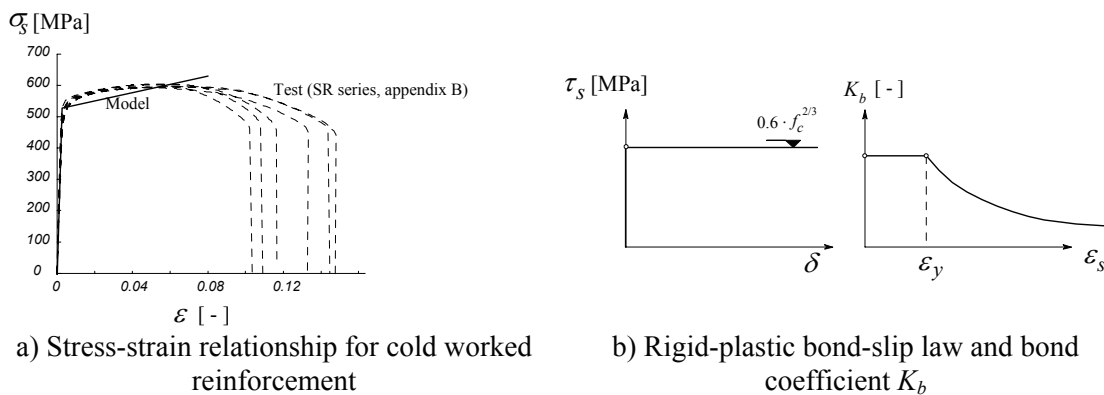 σs [MPa]
700
600
500
400
300
200
100
0
Model
Test (SR series, appendix B)
0 0.04 0.08 0.12
ε [ - ]
a) Stress-strain relationship for cold worked
reinforcement
τs [MPa]
0.6 · fc^2/3
δ
Kb [ - ]
εy
εs
b) Rigid-plastic bond-slip law and bond
coefficient Kb